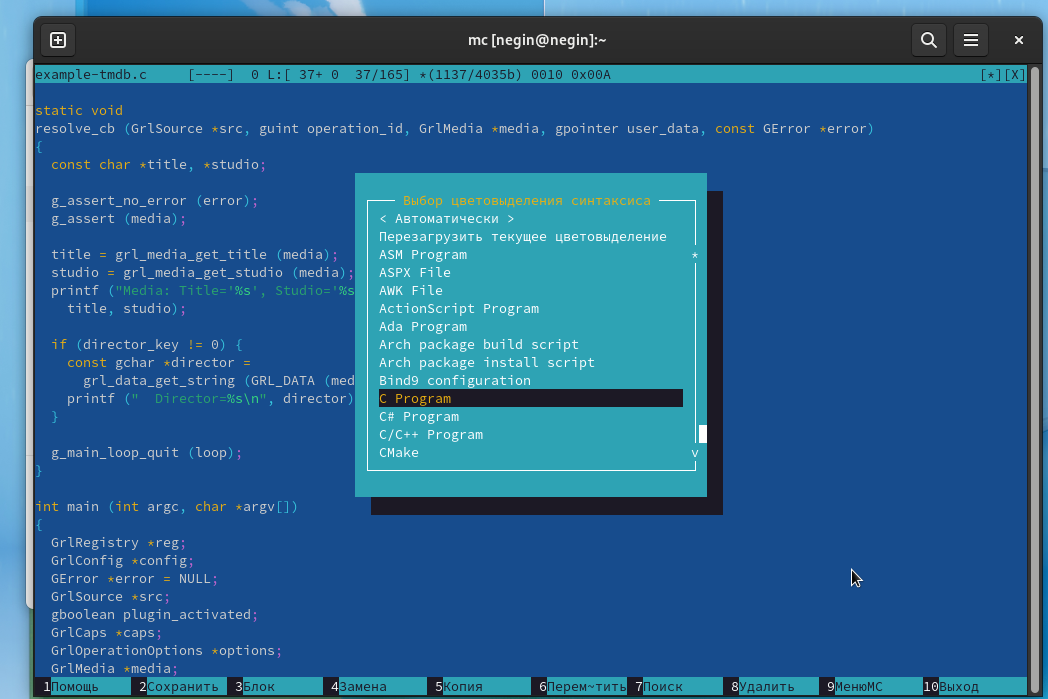 mc [negin@negin]:~
example-tmdb.c [----] 0 L:[ 37+ 0 37/165] *(1137/4035b) 0010 0x00A [*][X]
static void
resolve_cb (GrlSource *src, guint operation_id, GrlMedia *media, gpointer user_data, const GError *error)
{
const char *title, *studio;
g_assert_no_error (error);
g_assert (media);
title = grl_media_get_title (media);
studio = grl_media_get_studio (media);
printf ("Media: Title='%s', Studio='%s
title, studio);
if (director_key != 0) {
const gchar *director =
grl_data_get_string (GRL_DATA (med
printf ("  Director=%s\n", director)
}
g_main_loop_quit (loop);
}
int main (int argc, char *argv[])
{
GrlRegistry *reg;
GrlConfig *config;
GError *error = NULL;
GrlSource *src;
gboolean plugin_activated;
GrlCaps *caps;
GrlOperationOptions *options;
GrlMedia *media;
Выбор цветовыделения синтаксиса
< Автоматически >
Перезагрузить текущее цветовыделение
ASM Program
ASPX File
AWK File
ActionScript Program
Ada Program
Arch package build script
Arch package install script
Bind9 configuration
C Program
C# Program
C/C++ Program
CMake
1Помощь 2Сохранить 3Блок 4Замена 5Копия 6Перем~тить 7Поиск 8Удалить 9МенюМС 10Выход